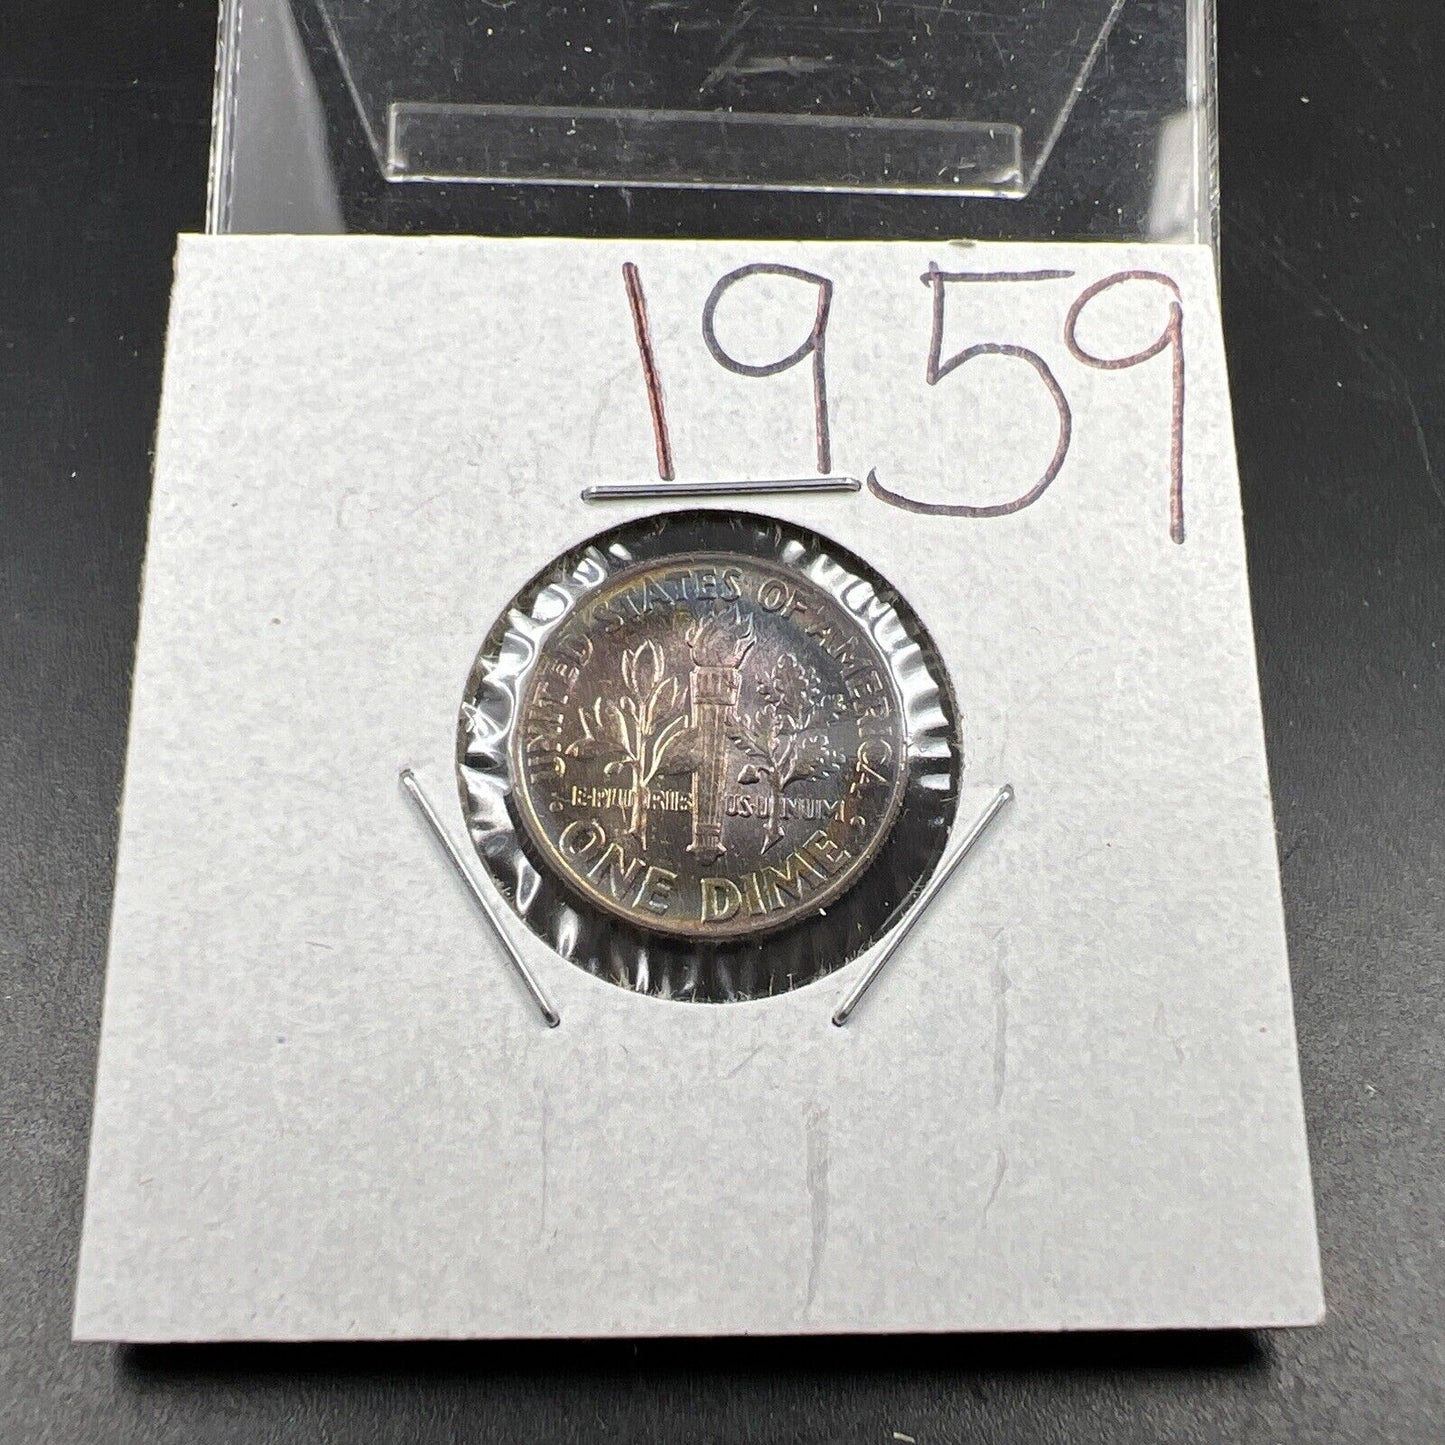 1959
UNITED STATES OF AMERICA
E·PLURIBUS·UNUM
ONE DIME